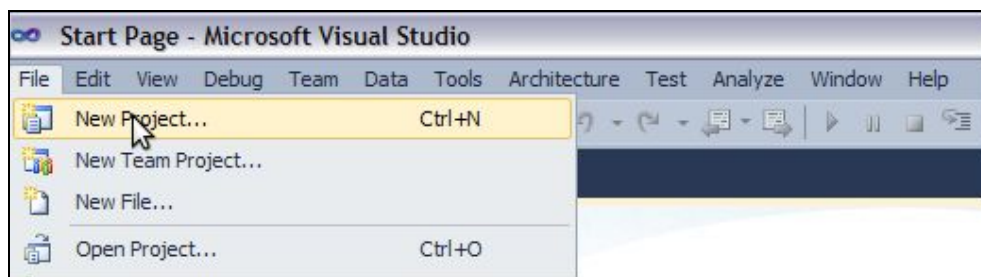 Start Page - Microsoft Visual Studio
File Edit View Debug Team Data Tools Architecture Test Analyze Window Help
New Project... Ctrl+N
New Team Project...
New File...
Open Project... Ctrl+O